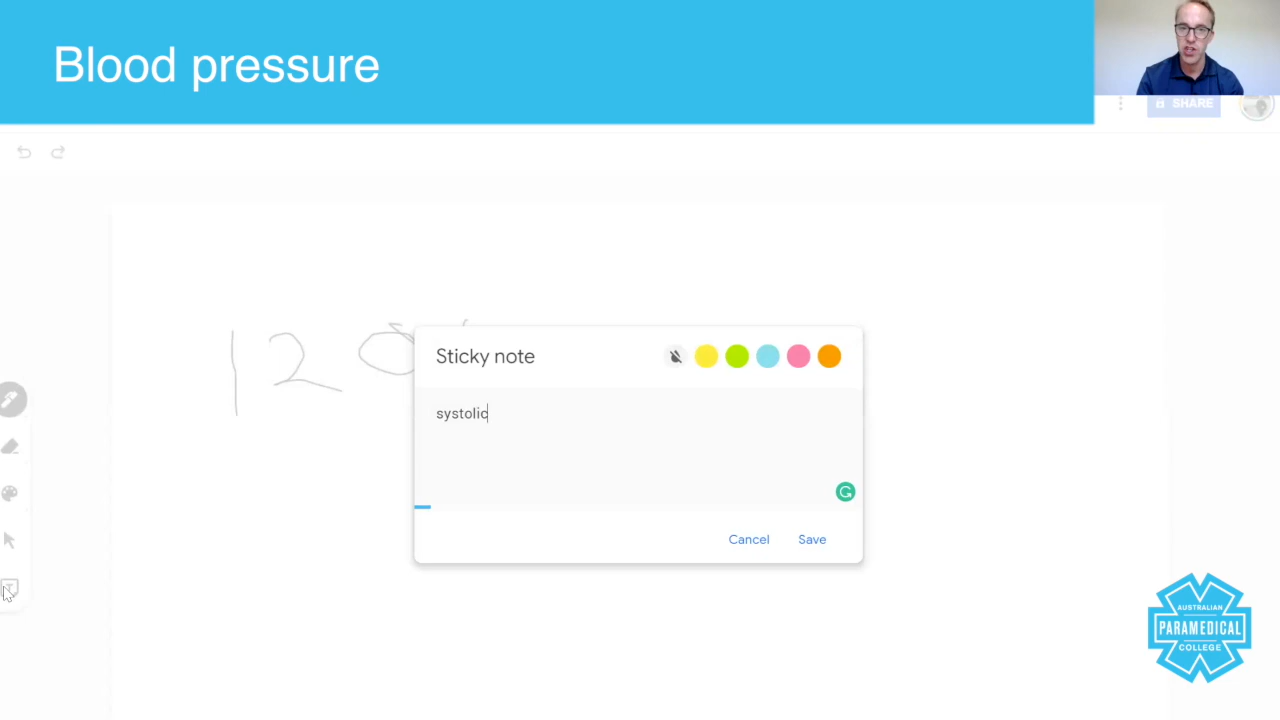 Blood pressure
SHARE
120
Sticky note
systolic
Cancel Save
AUSTRALIAN
PARAMEDICAL
COLLEGE